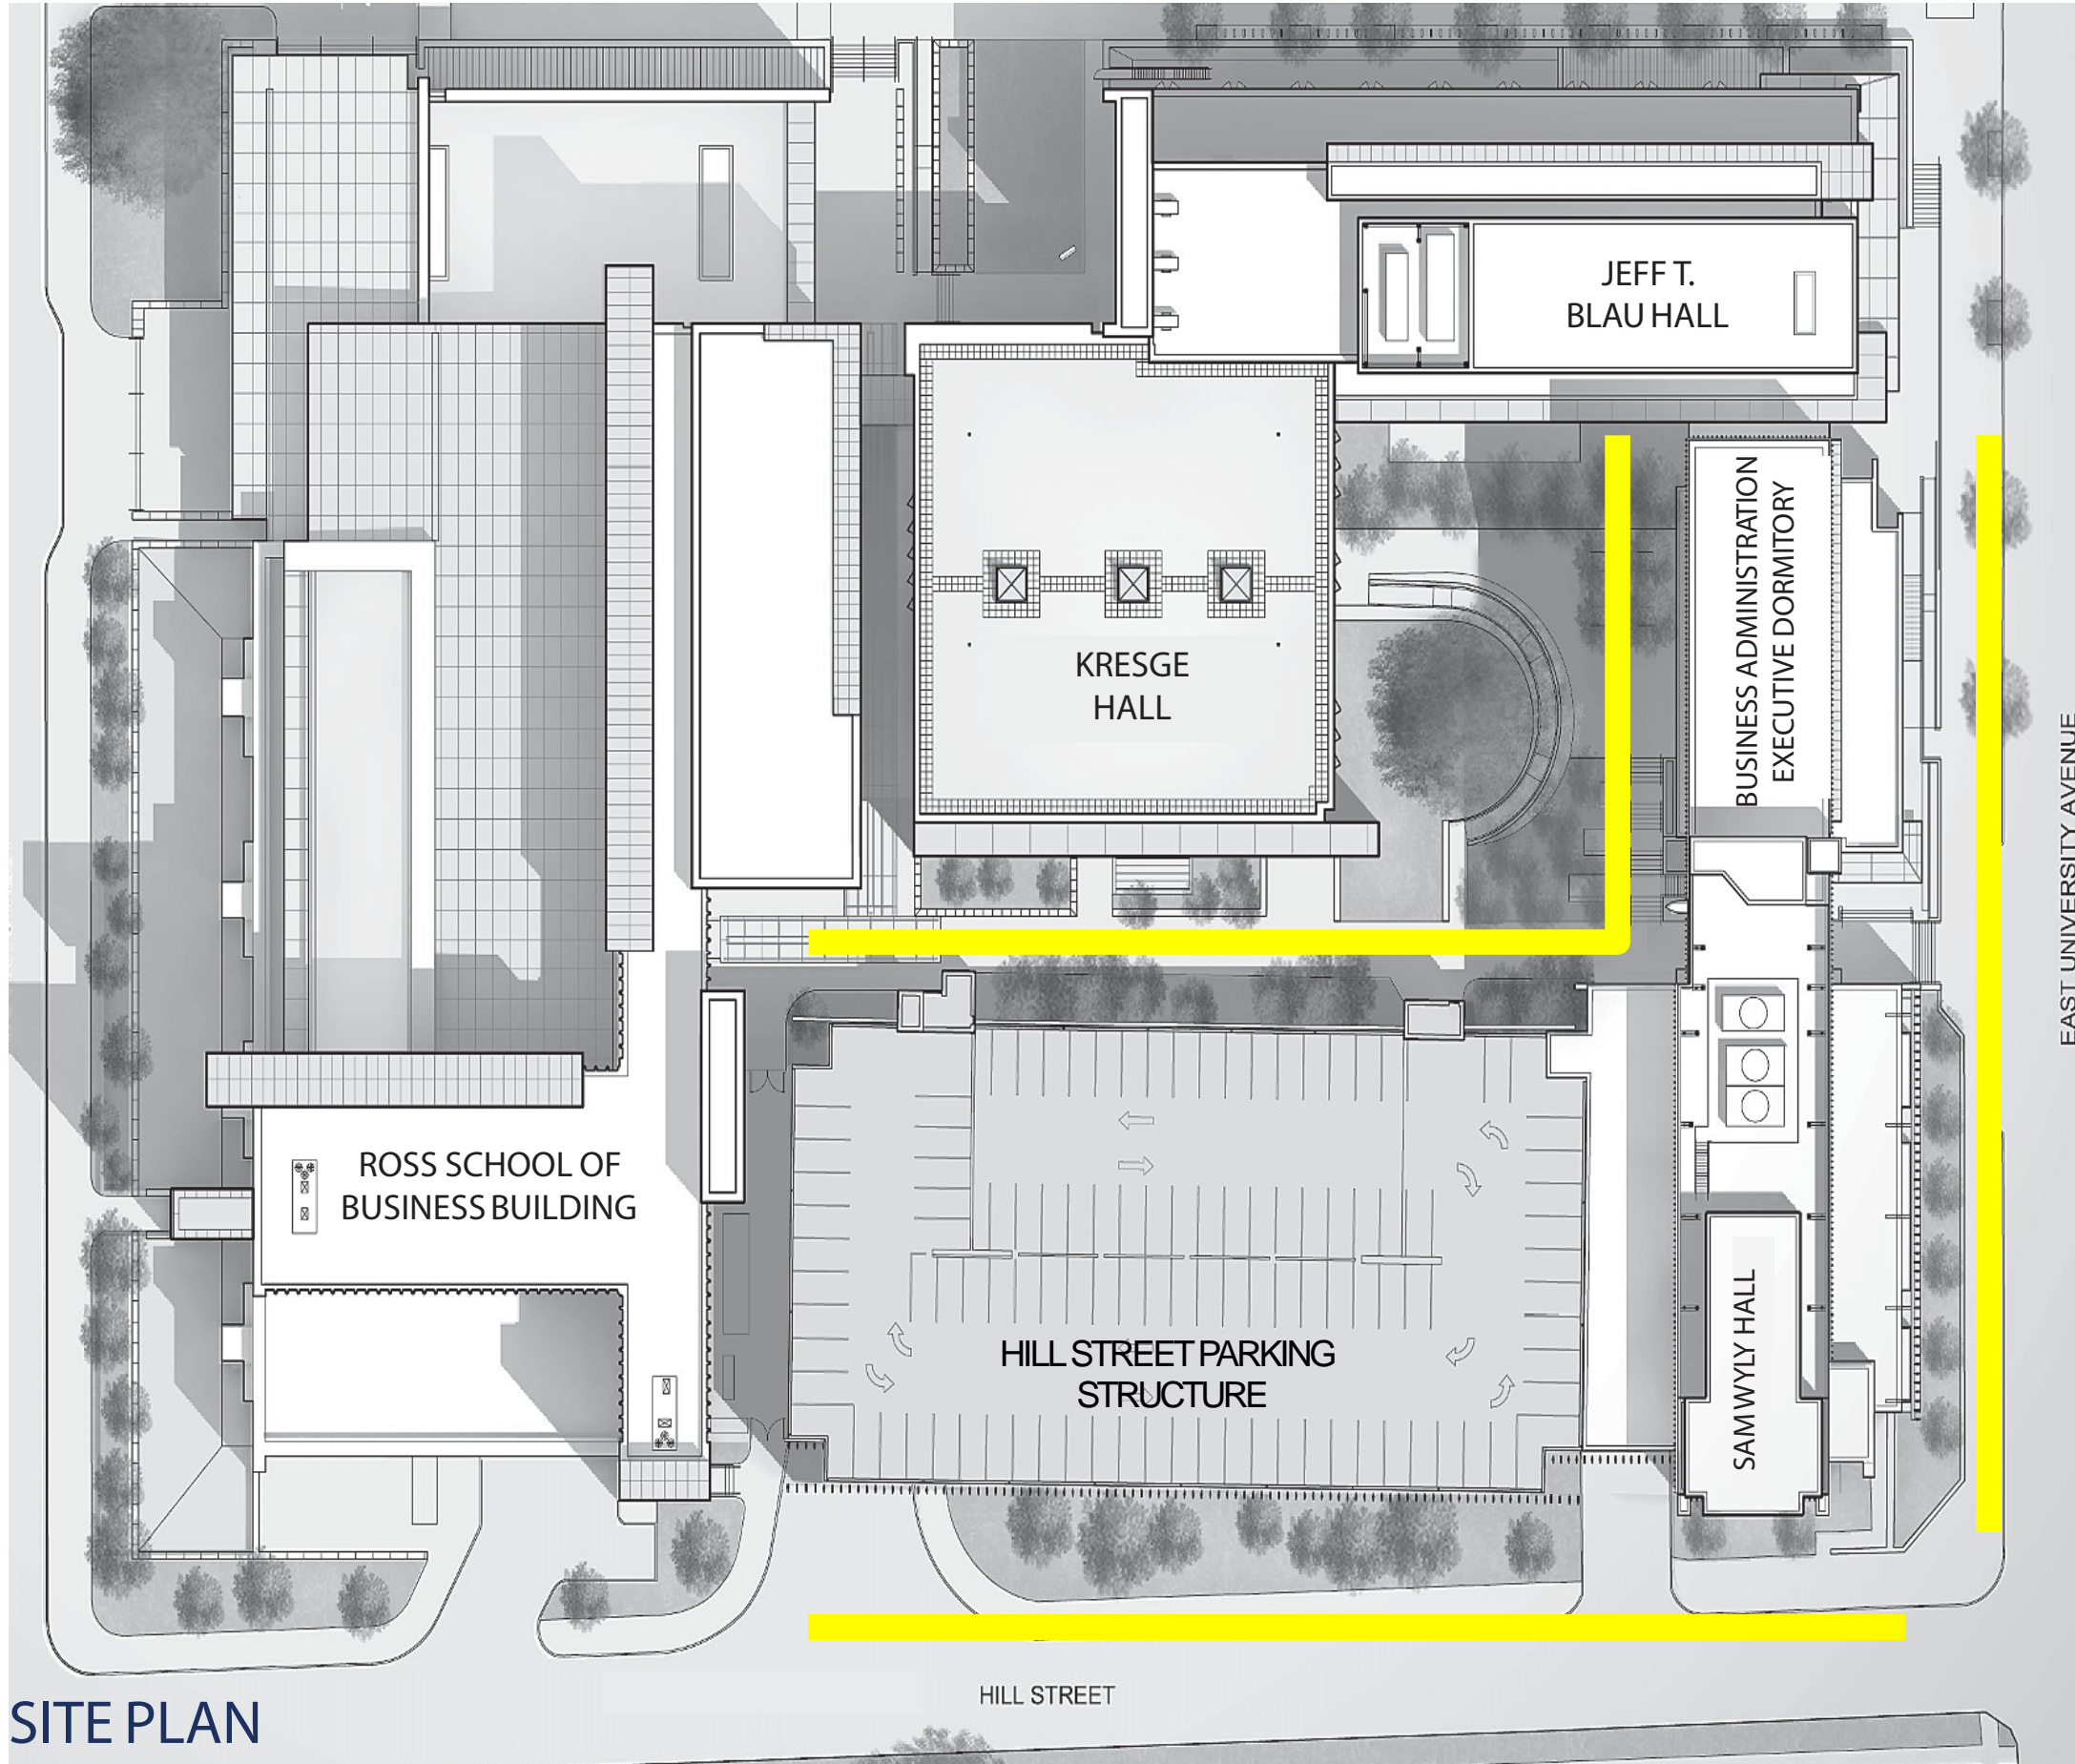 JEFF T.
BLAU HALL
BUSINESS ADMINISTRATION
EXECUTIVE DORMITORY
KRESGE
HALL
EAST UNIVERSITY AVENUE
ROSS SCHOOL OF
BUSINESS BUILDING
HILL STREET PARKING
STRUCTURE
SAM WYLY HALL
HILL STREET
SITE PLAN